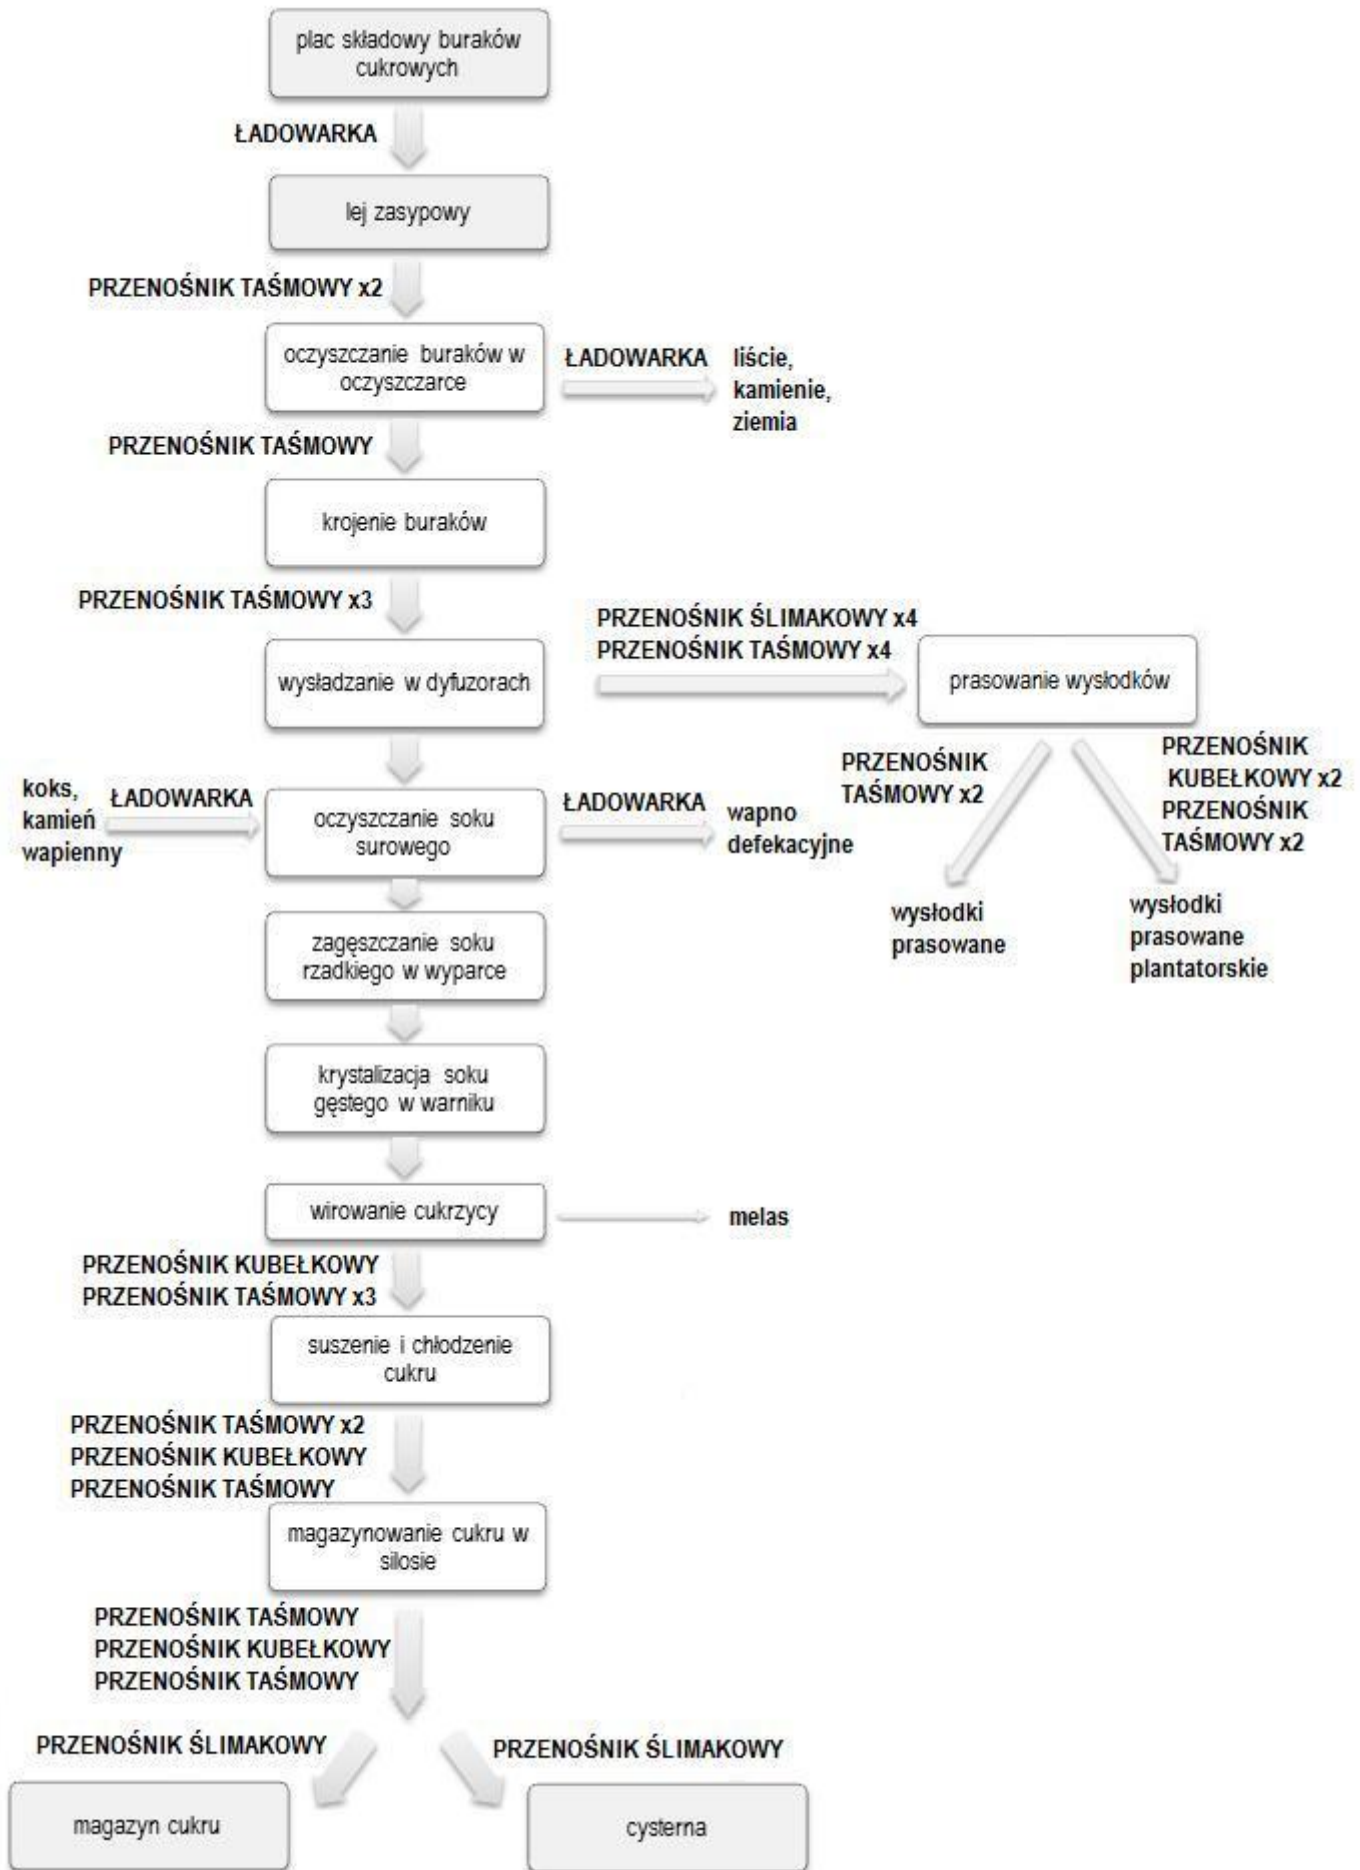 plac składowy buraków
cukrowych
ŁADOWARKA
lej zasypowy
PRZENOŚNIK TAŚMOWY x2
oczyszczanie buraków w
oczyszczarce
ŁADOWARKA
liście,
kamienie,
ziemia
PRZENOŚNIK TAŚMOWY
krojenie buraków
PRZENOŚNIK TAŚMOWY x3
wysładzanie w dyfuzorach
PRZENOŚNIK ŚLIMAKOWY x4
PRZENOŚNIK TAŚMOWY x4
prasowanie wysłodków
PRZENOŚNIK
TAŚMOWY x2
PRZENOŚNIK
KUBEŁKOWY x2
PRZENOŚNIK
TAŚMOWY x2
wysłodki
prasowane
wysłodki
prasowane
plantatorskie
koks,
kamień
wapienny
ŁADOWARKA
oczyszczanie soku
surowego
ŁADOWARKA
wapno
defekacyjne
zagęszczanie soku
rzadkiego w wyparce
krystalizacja soku
gęstego w warniku
wirowanie cukrzycy
melas
PRZENOŚNIK KUBEŁKOWY
PRZENOŚNIK TAŚMOWY x3
suszenie i chłodzenie
cukru
PRZENOŚNIK TAŚMOWY x2
PRZENOŚNIK KUBEŁKOWY
PRZENOŚNIK TAŚMOWY
magazynowanie cukru w
silosie
PRZENOŚNIK TAŚMOWY
PRZENOŚNIK KUBEŁKOWY
PRZENOŚNIK TAŚMOWY
PRZENOŚNIK ŚLIMAKOWY
PRZENOŚNIK ŚLIMAKOWY
magazyn cukru
cysterna